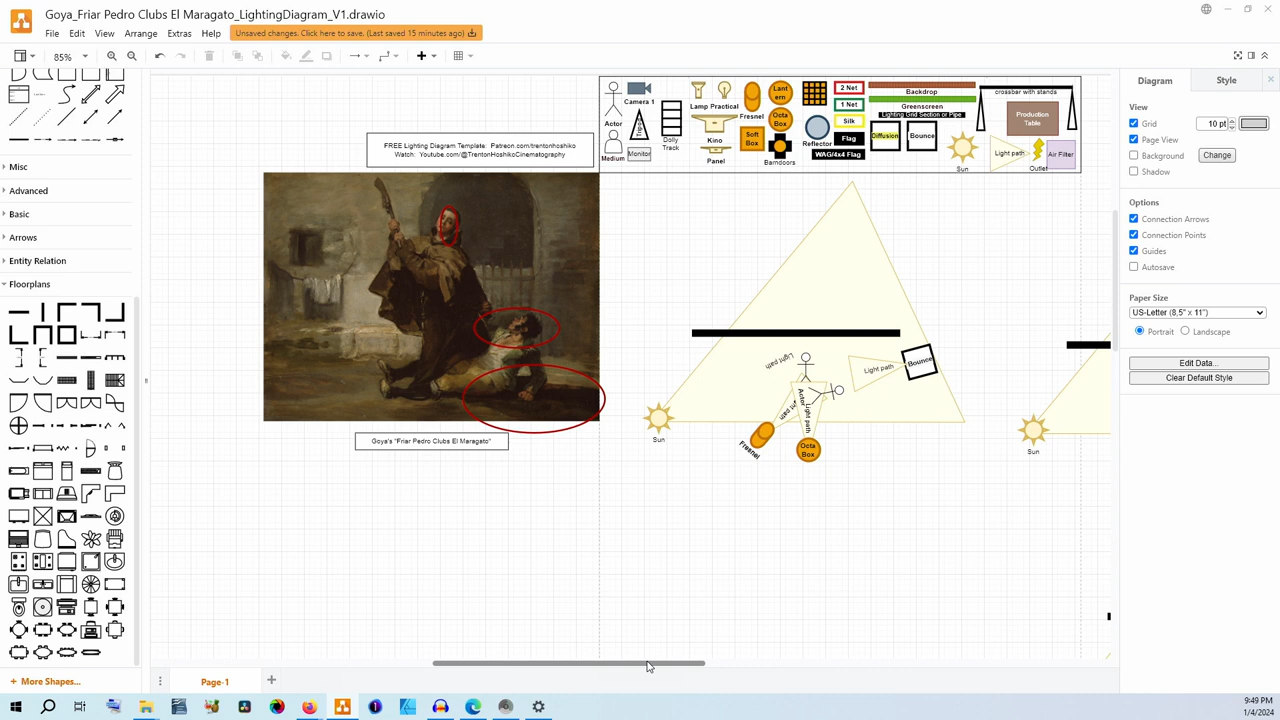 Goya_Friar Pedro Clubs El Maragato_LightingDiagram_V1.drawio
File Edit View Arrange Extras Help
Unsaved changes. Click here to save. (Last saved 15 minutes ago)
85%
Misc
Advanced
Basic
Arrows
Entity Relation
Floorplans
+ More Shapes...
FREE Lighting Diagram Template: Patreon.com/trentonhoshiko
Watch: Youtube.com/@TrentonHoshikoCinematography
Goya's "Friar Pedro Clubs El Maragato"
Actor
Medium
Camera 1
Tripod
Monitor
Dolly
Track
Lamp Practical
Kino
Panel
Fresnel
Soft
Box
Lant
ern
Octa
Box
Barndoors
Reflector
2 Net
1 Net
Silk
Flag
WAG/4x4 Flag
Backdrop
Greenscreen
Lighting Grid Section or Pipe
Diffusion
Bounce
Sun
crossbar with stands
Production
Table
Light path
Outlet
Air Filter
Light path
Light path
Bounce
Actor
Light path
Light path
Fresnel
Octa
Box
Sun
Sun
Page-1
Diagram
Style
View
Grid
10 pt
Page View
Background
Change
Shadow
Options
Connection Arrows
Connection Points
Guides
Autosave
Paper Size
US-Letter (8,5" x 11")
Portrait
Landscape
Edit Data...
Clear Default Style
9:49 PM
1/4/2024